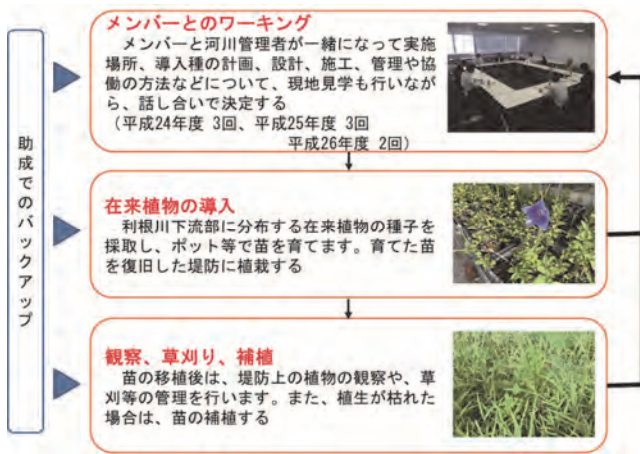 助成でのバックアップ
メンバーとのワーキング
メンバーと河川管理者が一緒になって実施
場所、導入種の計画、設計、施工、管理や協
働の方法などについて、現地見学も行いなが
ら、話し合いで決定する
(平成24年度 3回、平成25年度 3回
平成26年度 2回)
在来植物の導入
利根川下流部に分布する在来植物の種子を
採取し、ポット等で苗を育てます。育てた苗
を復旧した堤防に植栽する
観察、草刈り、補植
苗の移植後は、堤防上の植物の観察や、草
刈等の管理を行います。また、植生が枯れた
場合は、苗の補植する